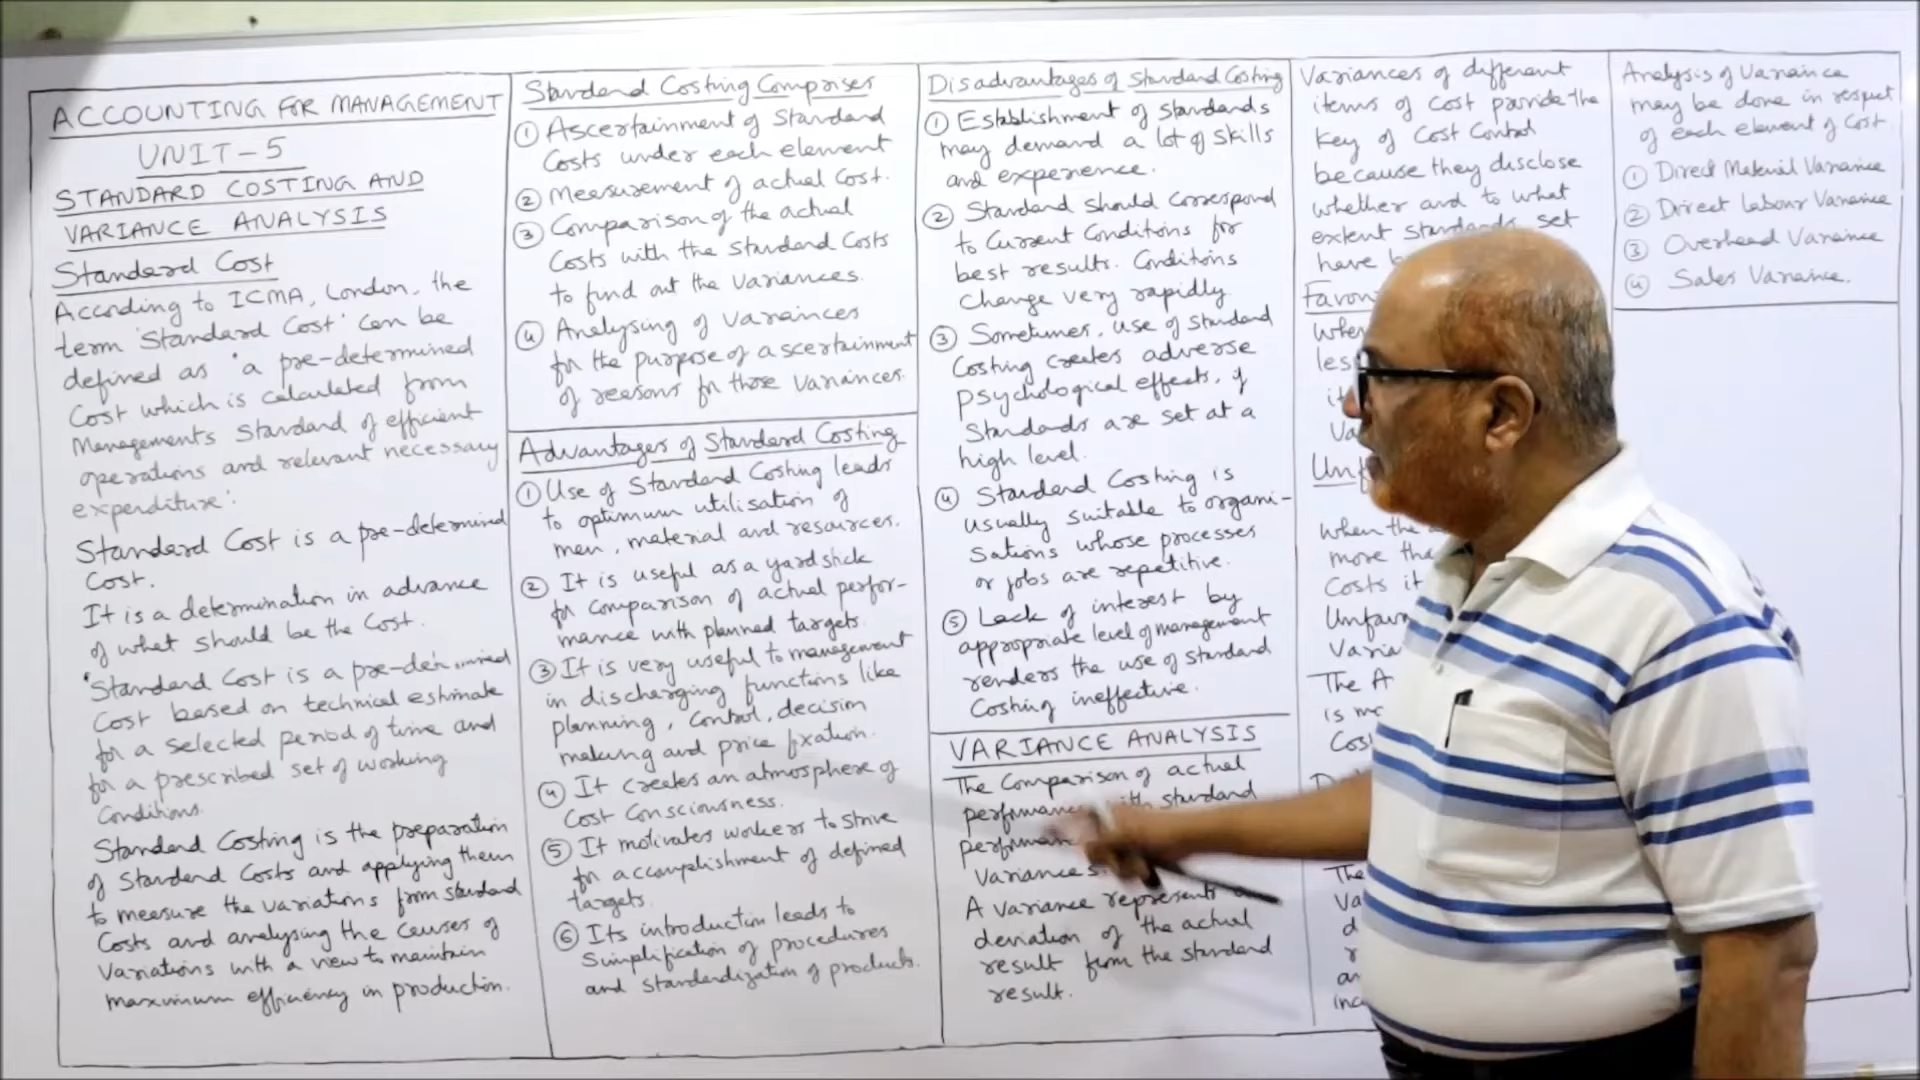 ACCOUNTING FOR MANAGEMENT
UNIT-5
STANDARD COSTING AND
VARIANCE ANALYSIS
Standard Cost
According to ICMA, London, the
term 'Standard Cost' can be
defined as "a pre-determined
Cost which is calculated from
Managements Standard of efficient
operations and relevant necessary
expenditure".
Standard Cost is a pre-determined
Cost.
It is a determination in advance
of what should be the Cost.
"Standard Cost is a pre-determined
Cost based on technical estimate
for a selected period of time and
for a prescribed set of working
Conditions.
Standard Costing is the preparation
of Standard Costs and applying them
to measure the variations from standard
Costs and analysing the Causes of
Variations with a view to maintain
maximum efficiency in production.
Standard Costing Comprises
① Ascertainment of Standard
Costs under each element
② Measurement of actual Cost.
③ Comparison of the actual
Costs with the Standard Costs
to find out the Variances.
④ Analysing of Variances
for the purpose of ascertainment
of reasons for those Variances.
Advantages of Standard Costing
① Use of Standard Costing leads
to optimum utilisation of
men, material and resources.
② It is useful as a yardstick
for Comparison of actual perfor-
mance with planned targets.
③ It is very useful to management
in discharging functions like
planning, Control, decision
making and price fixation.
④ It creates an atmosphere of
Cost Consciousness.
⑤ It motivates workers to strive
for accomplishment of defined
targets.
⑥ Its introduction leads to
Simplification of procedures
and standardization of products.
Disadvantages of Standard Costing
① Establishment of Standards
may demand a lot of Skills
and experience.
② Standard Should Correspond
to Current Conditions for
best results. Conditions
Change very rapidly
③ Sometimes, use of Standard
Costing creates adverse
psychological effects, if
Standards are set at a
high level.
④ Standard Costing is
usually suitable to organi-
sations whose processes
or jobs are repetitive.
⑤ Lack of interest by
appropriate level of management
renders the use of Standard
Costing ineffective.
VARIANCE ANALYSIS
The Comparison of actual
performance with standard
Variances.
A variance represents
deviation of the actual
result from the standard
result.
Variances of different
items of Cost provide the
Key of Cost Control
because they disclose
whether and to what
extent standards set
have
When
When the
more
Costs it
The A
is
The
Analysis of Variance
may be done in respect
of each element of Cost.
① Direct Material Variance
② Direct Labour Variance
③ Overhead Variance
④ Sales Variance.